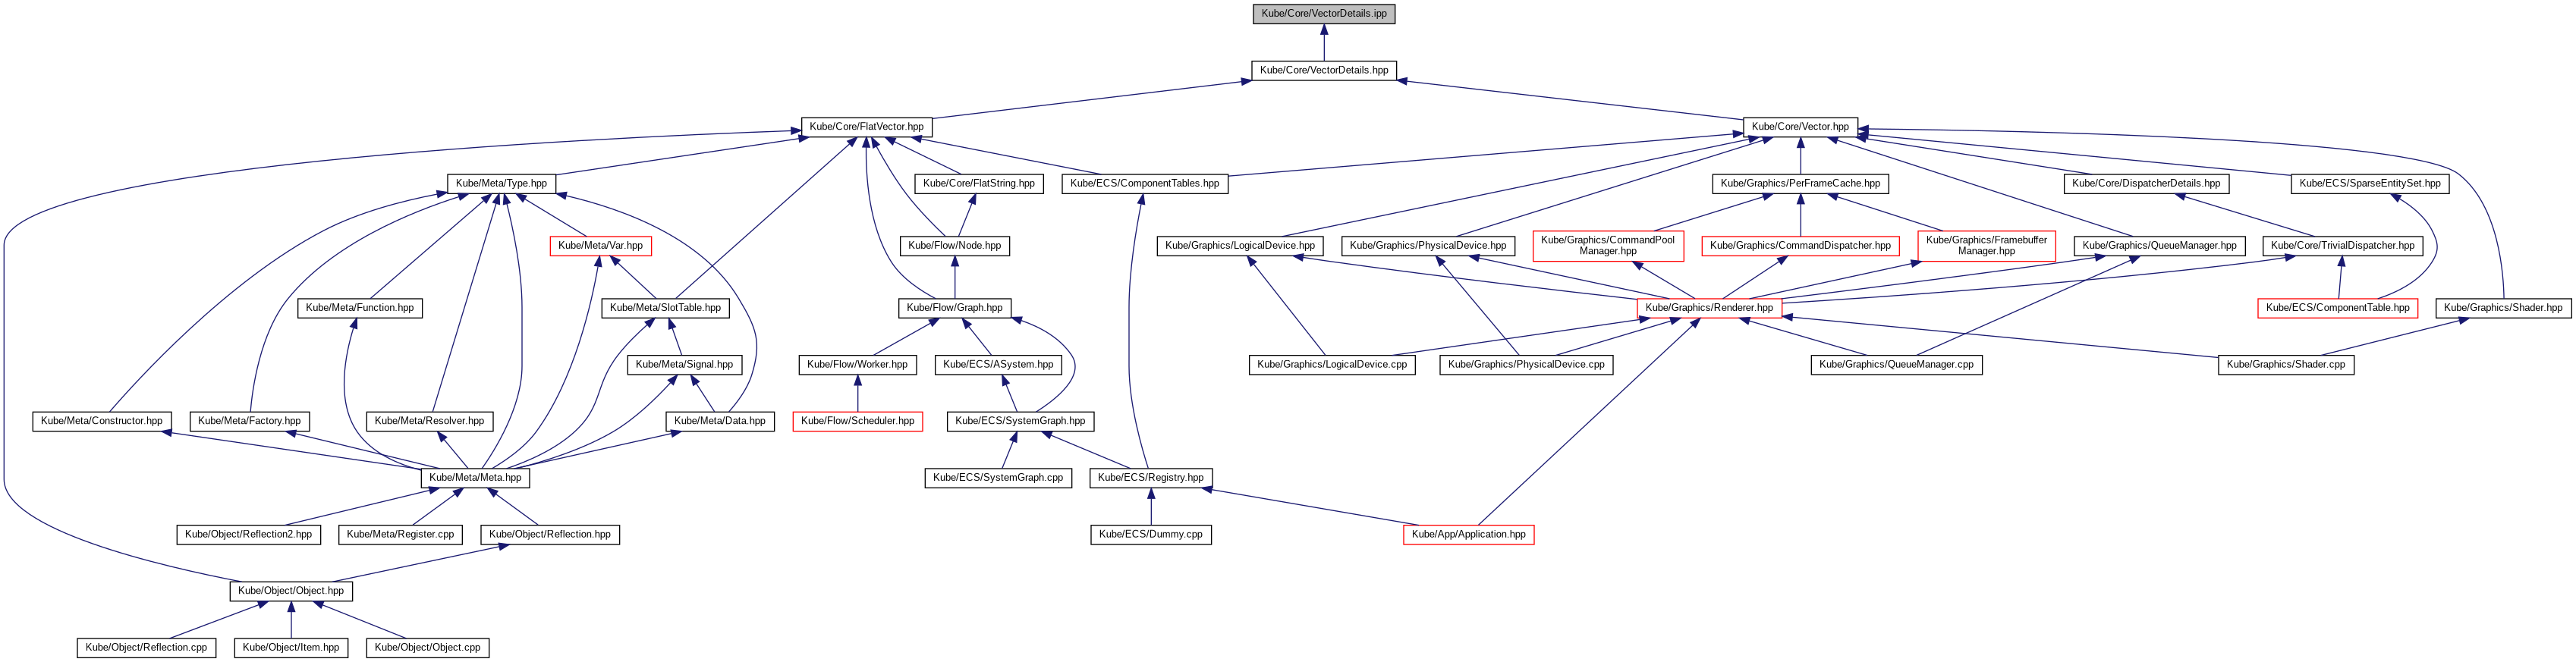 Kube/Core/VectorDetails.ipp
Kube/Core/VectorDetails.hpp
Kube/Core/FlatVector.hpp
Kube/Core/Vector.hpp
Kube/Meta/Type.hpp
Kube/Core/FlatString.hpp
Kube/ECS/ComponentTables.hpp
Kube/Graphics/PerFrameCache.hpp
Kube/Core/DispatcherDetails.hpp
Kube/ECS/SparseEntitySet.hpp
Kube/Meta/Var.hpp
Kube/Flow/Node.hpp
Kube/Graphics/LogicalDevice.hpp
Kube/Graphics/PhysicalDevice.hpp
Kube/Graphics/CommandPool
Manager.hpp
Kube/Graphics/CommandDispatcher.hpp
Kube/Graphics/Framebuffer
Manager.hpp
Kube/Graphics/QueueManager.hpp
Kube/Core/TrivialDispatcher.hpp
Kube/Meta/Function.hpp
Kube/Meta/SlotTable.hpp
Kube/Flow/Graph.hpp
Kube/Graphics/Renderer.hpp
Kube/ECS/ComponentTable.hpp
Kube/Graphics/Shader.hpp
Kube/Meta/Signal.hpp
Kube/Flow/Worker.hpp
Kube/ECS/ASystem.hpp
Kube/Graphics/LogicalDevice.cpp
Kube/Graphics/PhysicalDevice.cpp
Kube/Graphics/QueueManager.cpp
Kube/Graphics/Shader.cpp
Kube/Meta/Constructor.hpp
Kube/Meta/Factory.hpp
Kube/Meta/Resolver.hpp
Kube/Meta/Data.hpp
Kube/Flow/Scheduler.hpp
Kube/ECS/SystemGraph.hpp
Kube/Meta/Meta.hpp
Kube/ECS/SystemGraph.cpp
Kube/ECS/Registry.hpp
Kube/Object/Reflection2.hpp
Kube/Meta/Register.cpp
Kube/Object/Reflection.hpp
Kube/ECS/Dummy.cpp
Kube/App/Application.hpp
Kube/Object/Object.hpp
Kube/Object/Reflection.cpp
Kube/Object/Item.hpp
Kube/Object/Object.cpp